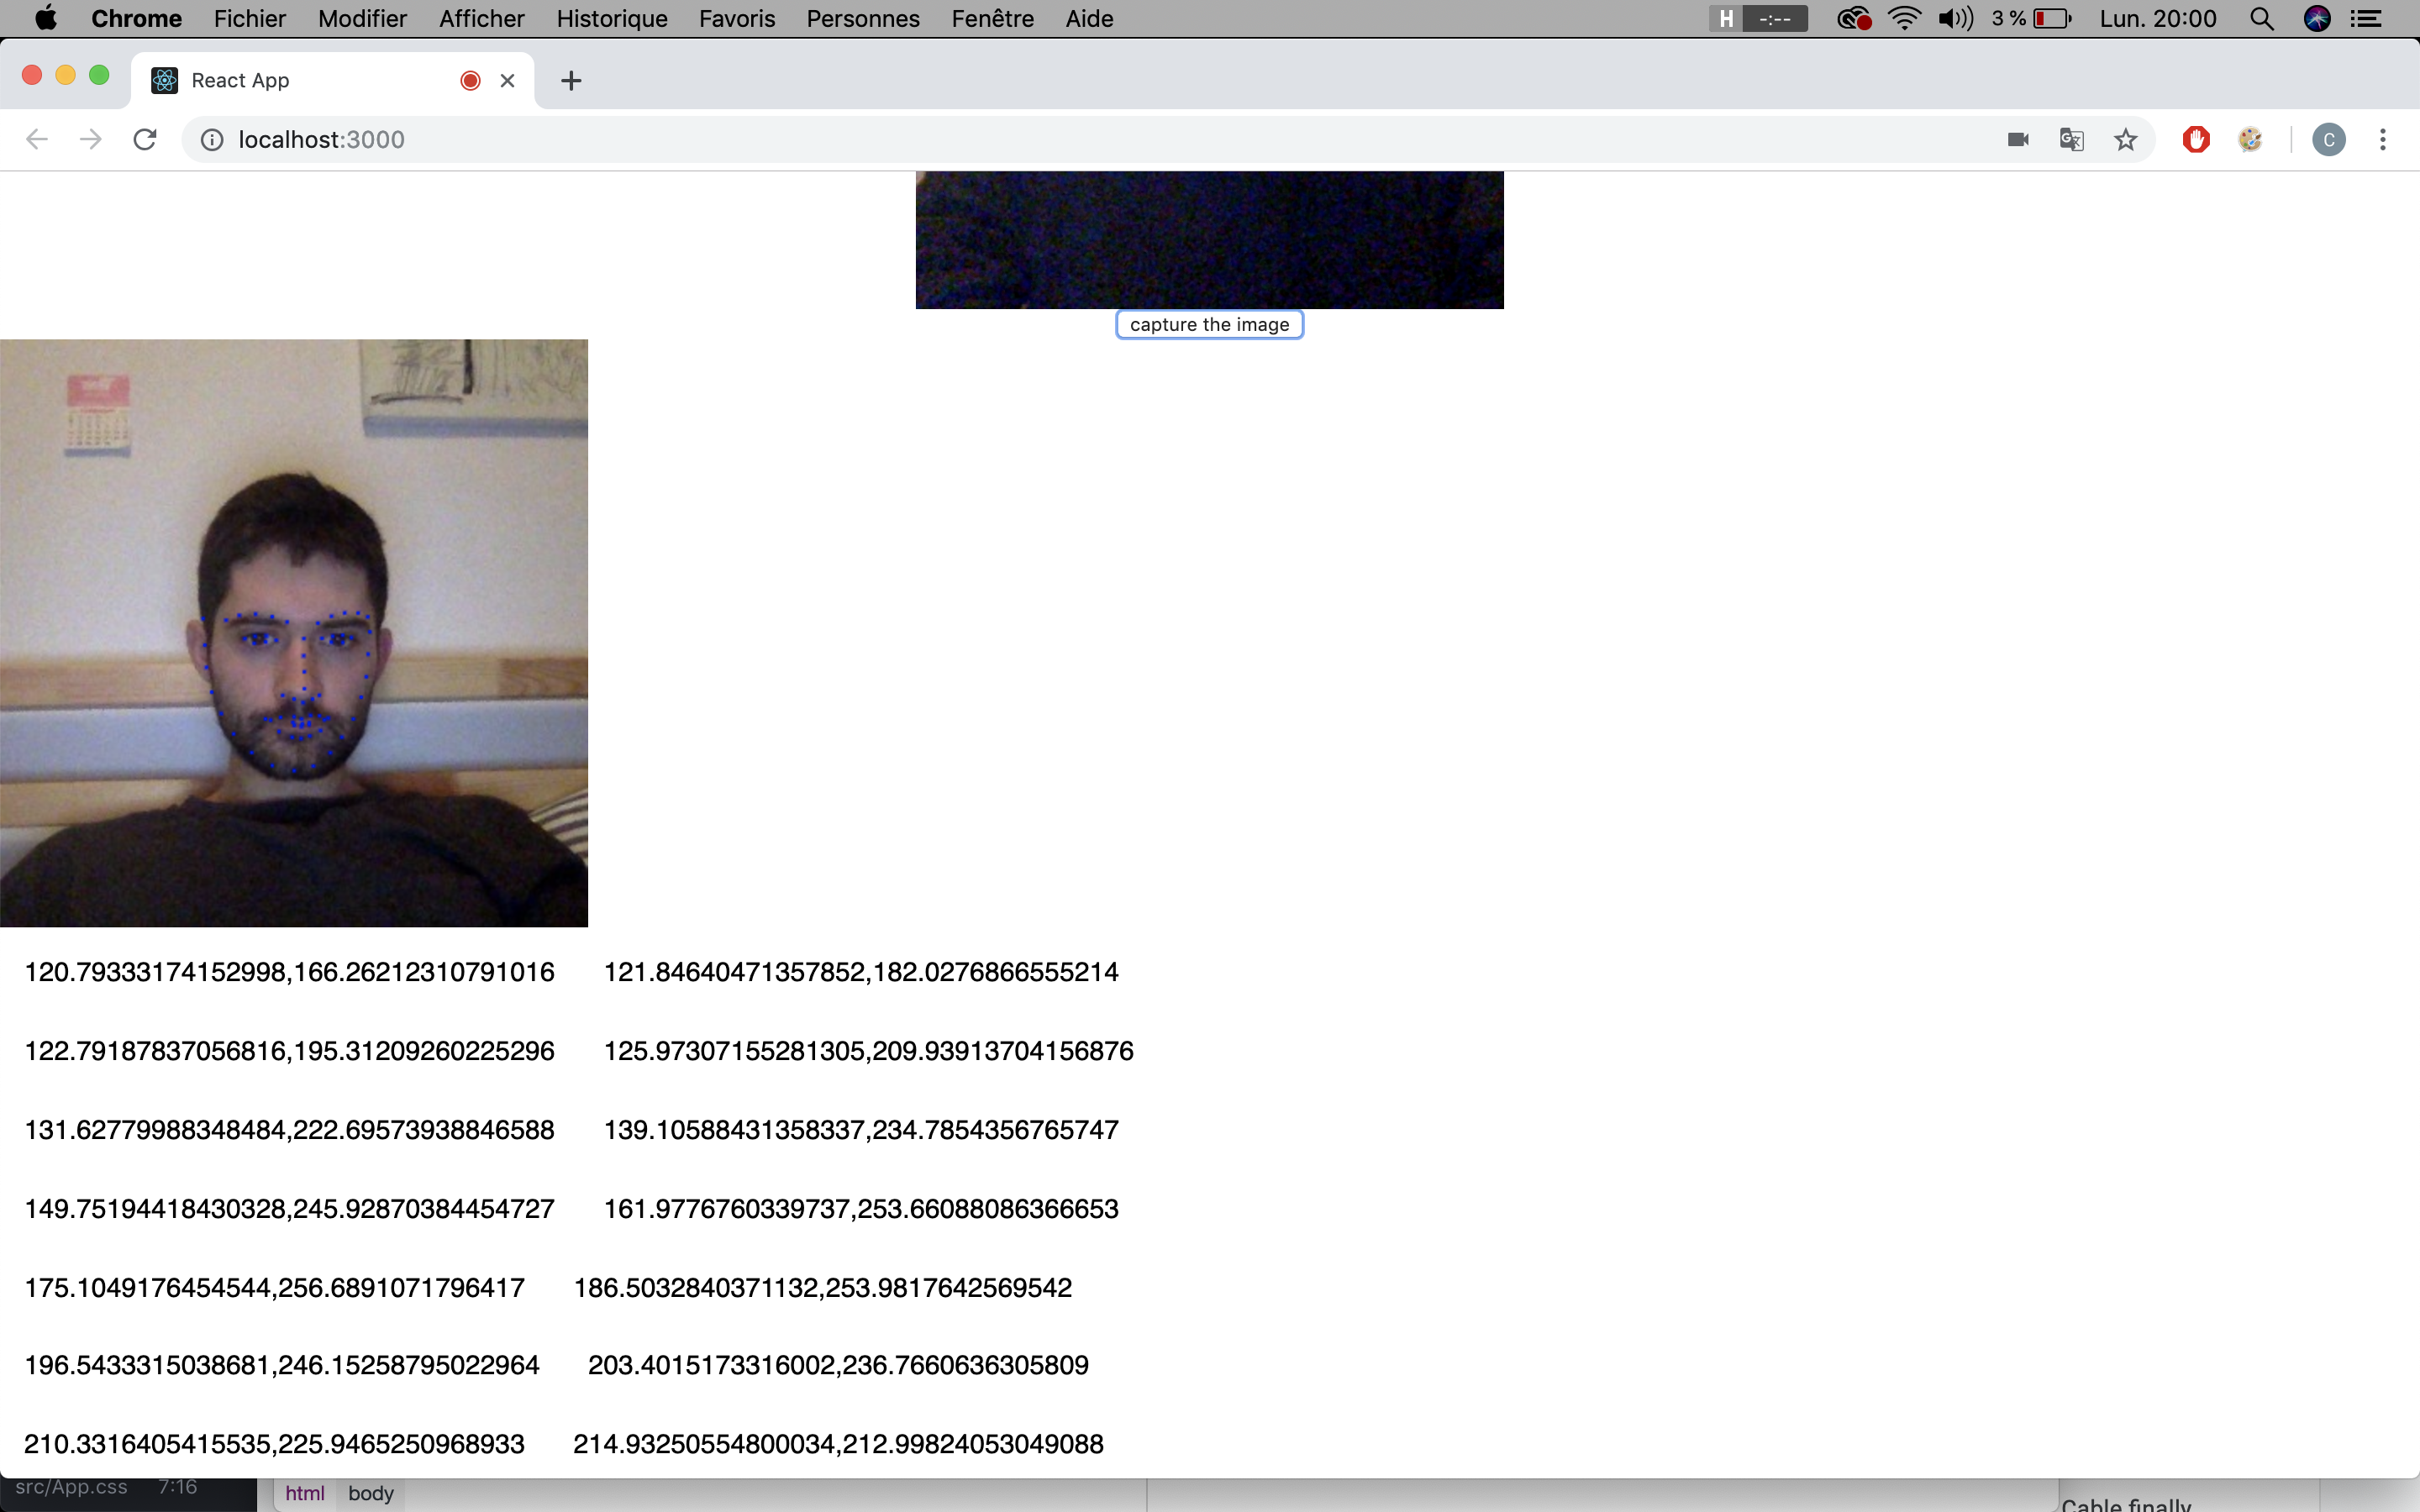 Chrome Fichier Modifier Afficher Historique Favoris Personnes Fenêtre Aide H -:-- 3 % Lun. 20:00
React App
localhost:3000 C
capture the image
120.79333174152998,166.26212310791016 121.84640471357852,182.0276866555214
122.79187837056816,195.31209260225296 125.97307155281305,209.93913704156876
131.62779988348484,222.69573938846588 139.10588431358337,234.7854356765747
149.75194418430328,245.92870384454727 161.9776760339737,253.66088086366653
175.1049176454544,256.6891071796417 186.5032840371132,253.9817642569542
196.5433315038681,246.15258795022964 203.4015173316002,236.7660636305809
210.3316405415535,225.9465250968933 214.93250554800034,212.99824053049088
src/App.css 7:16 html body Cable finally